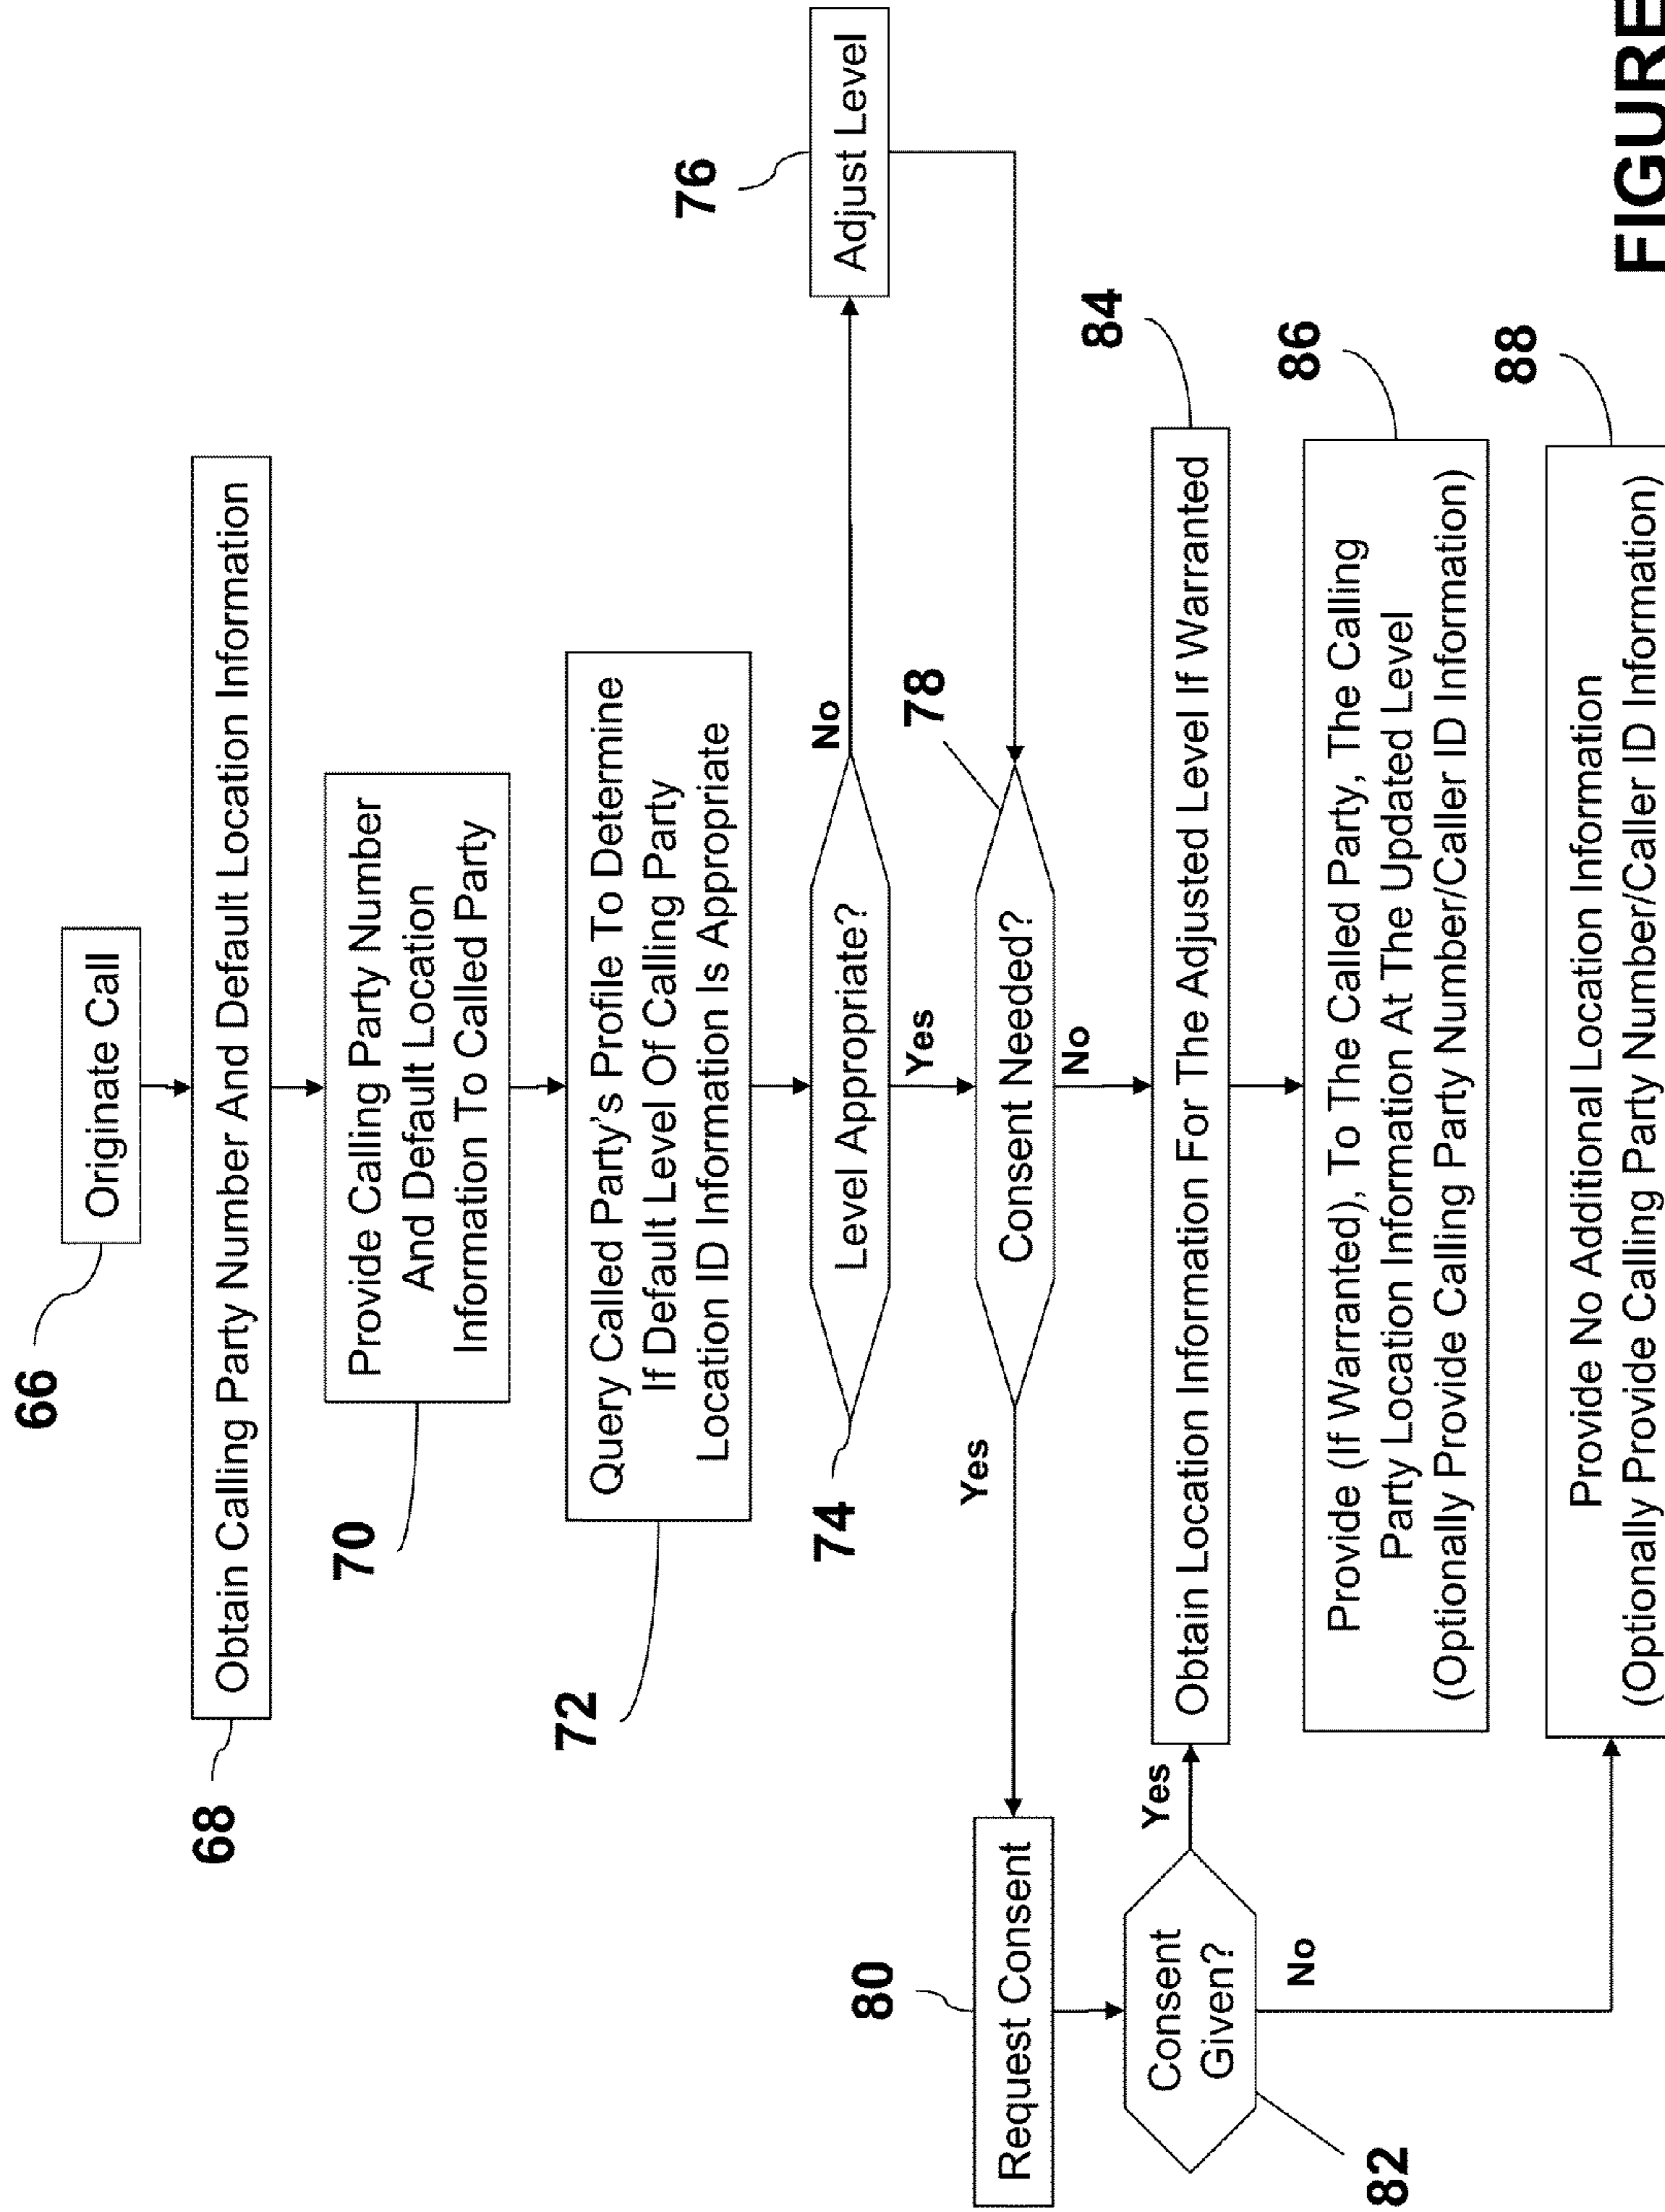 66
Originate Call
68
Obtain Calling Party Number And Default Location Information
70
Provide Calling Party Number
And Default Location
Information To Called Party
72
Query Called Party's Profile To Determine
If Default Level Of Calling Party
Location ID Information Is Appropriate
74
Level Appropriate?
No
76
Adjust Level
Yes
78
Consent Needed?
Yes
No
80
Request Consent
82
Consent
Given?
Yes
No
84
Obtain Location Information For The Adjusted Level If Warranted
86
Provide (If Warranted), To The Called Party, The Calling
Party Location Information At The Updated Level
(Optionally Provide Calling Party Number/Caller ID Information)
88
Provide No Additional Location Information
(Optionally Provide Calling Party Number/Caller ID Information)
FIGURE